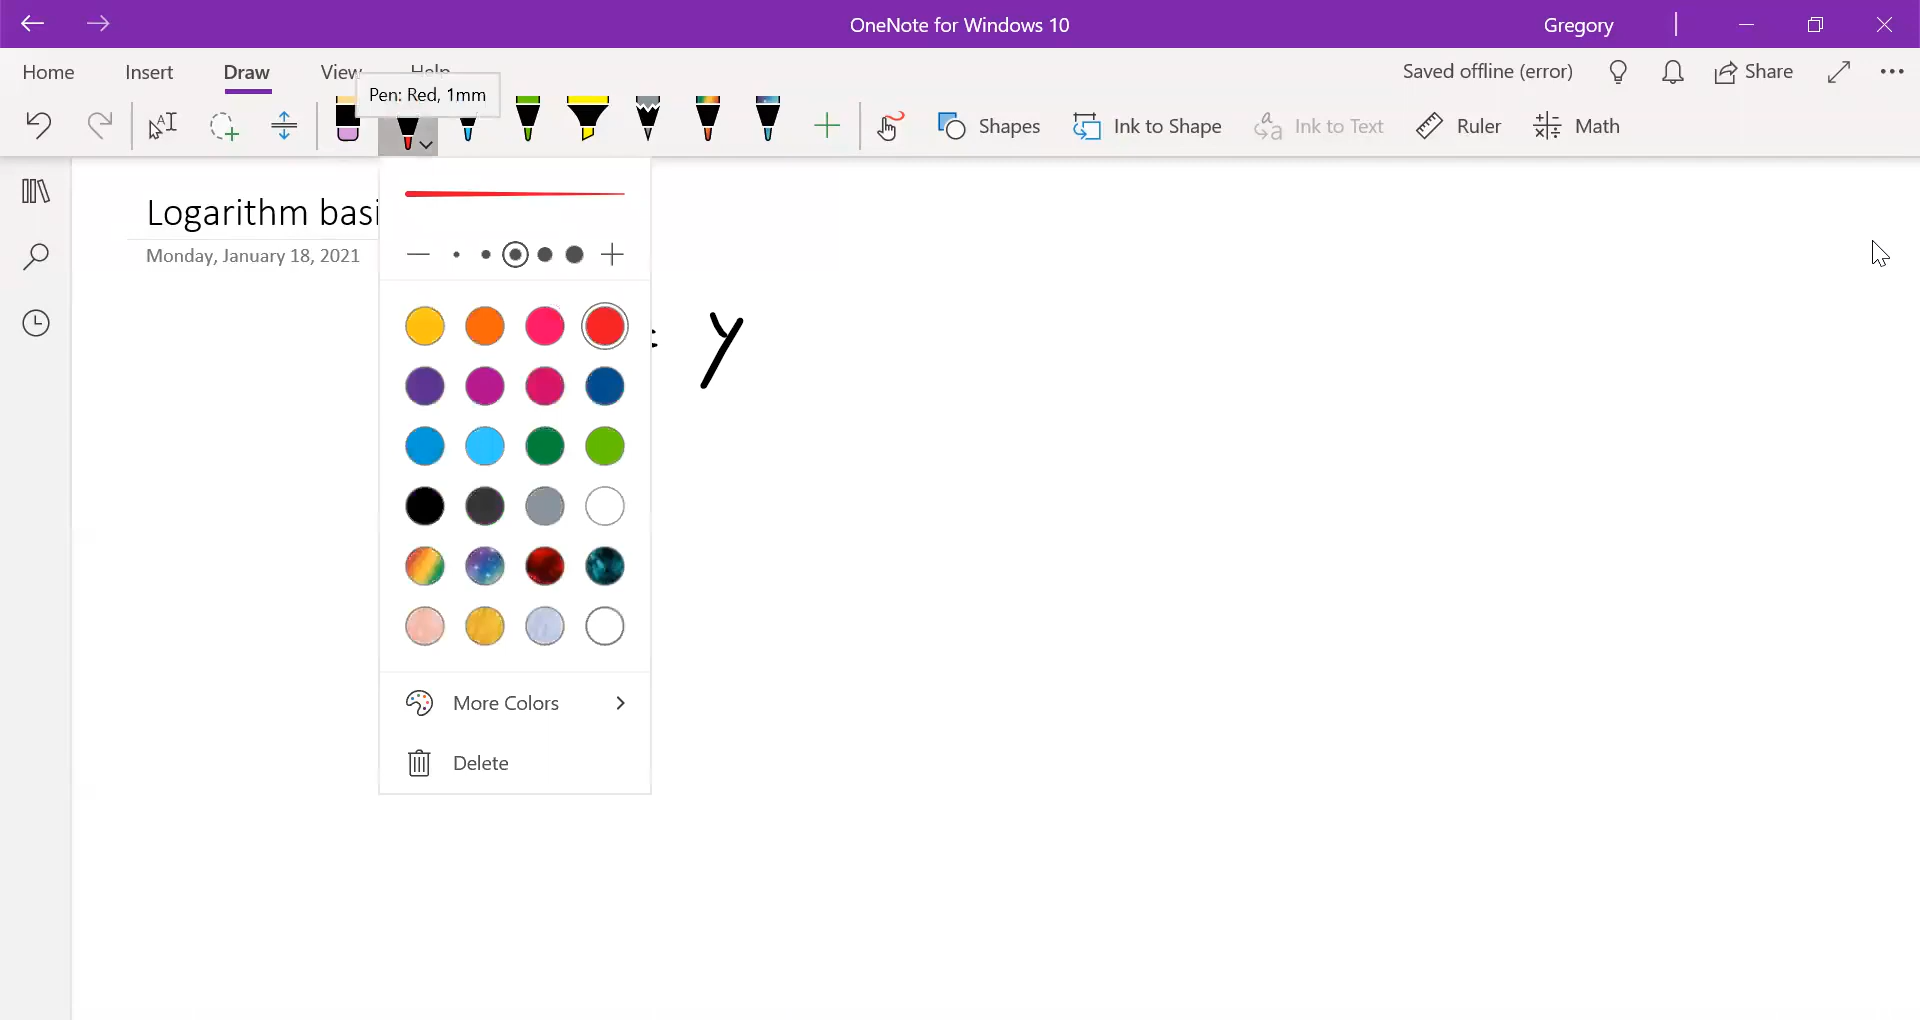 OneNote for Windows 10
Gregory
Home Insert Draw View Help
Saved offline (error) Share
Pen: Red, 1mm
Shapes Ink to Shape Ink to Text Ruler Math
Logarithm basi
Monday, January 18, 2021
= y
More Colors
Delete